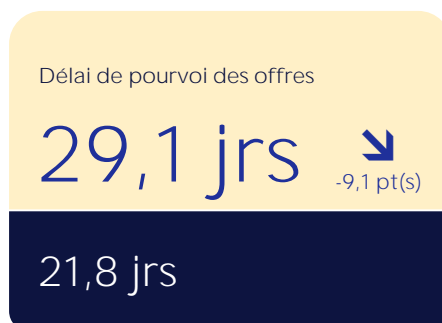 Délai de pourvoi des offres
29,1 jrs
-9,1 pt(s)
21,8 jrs